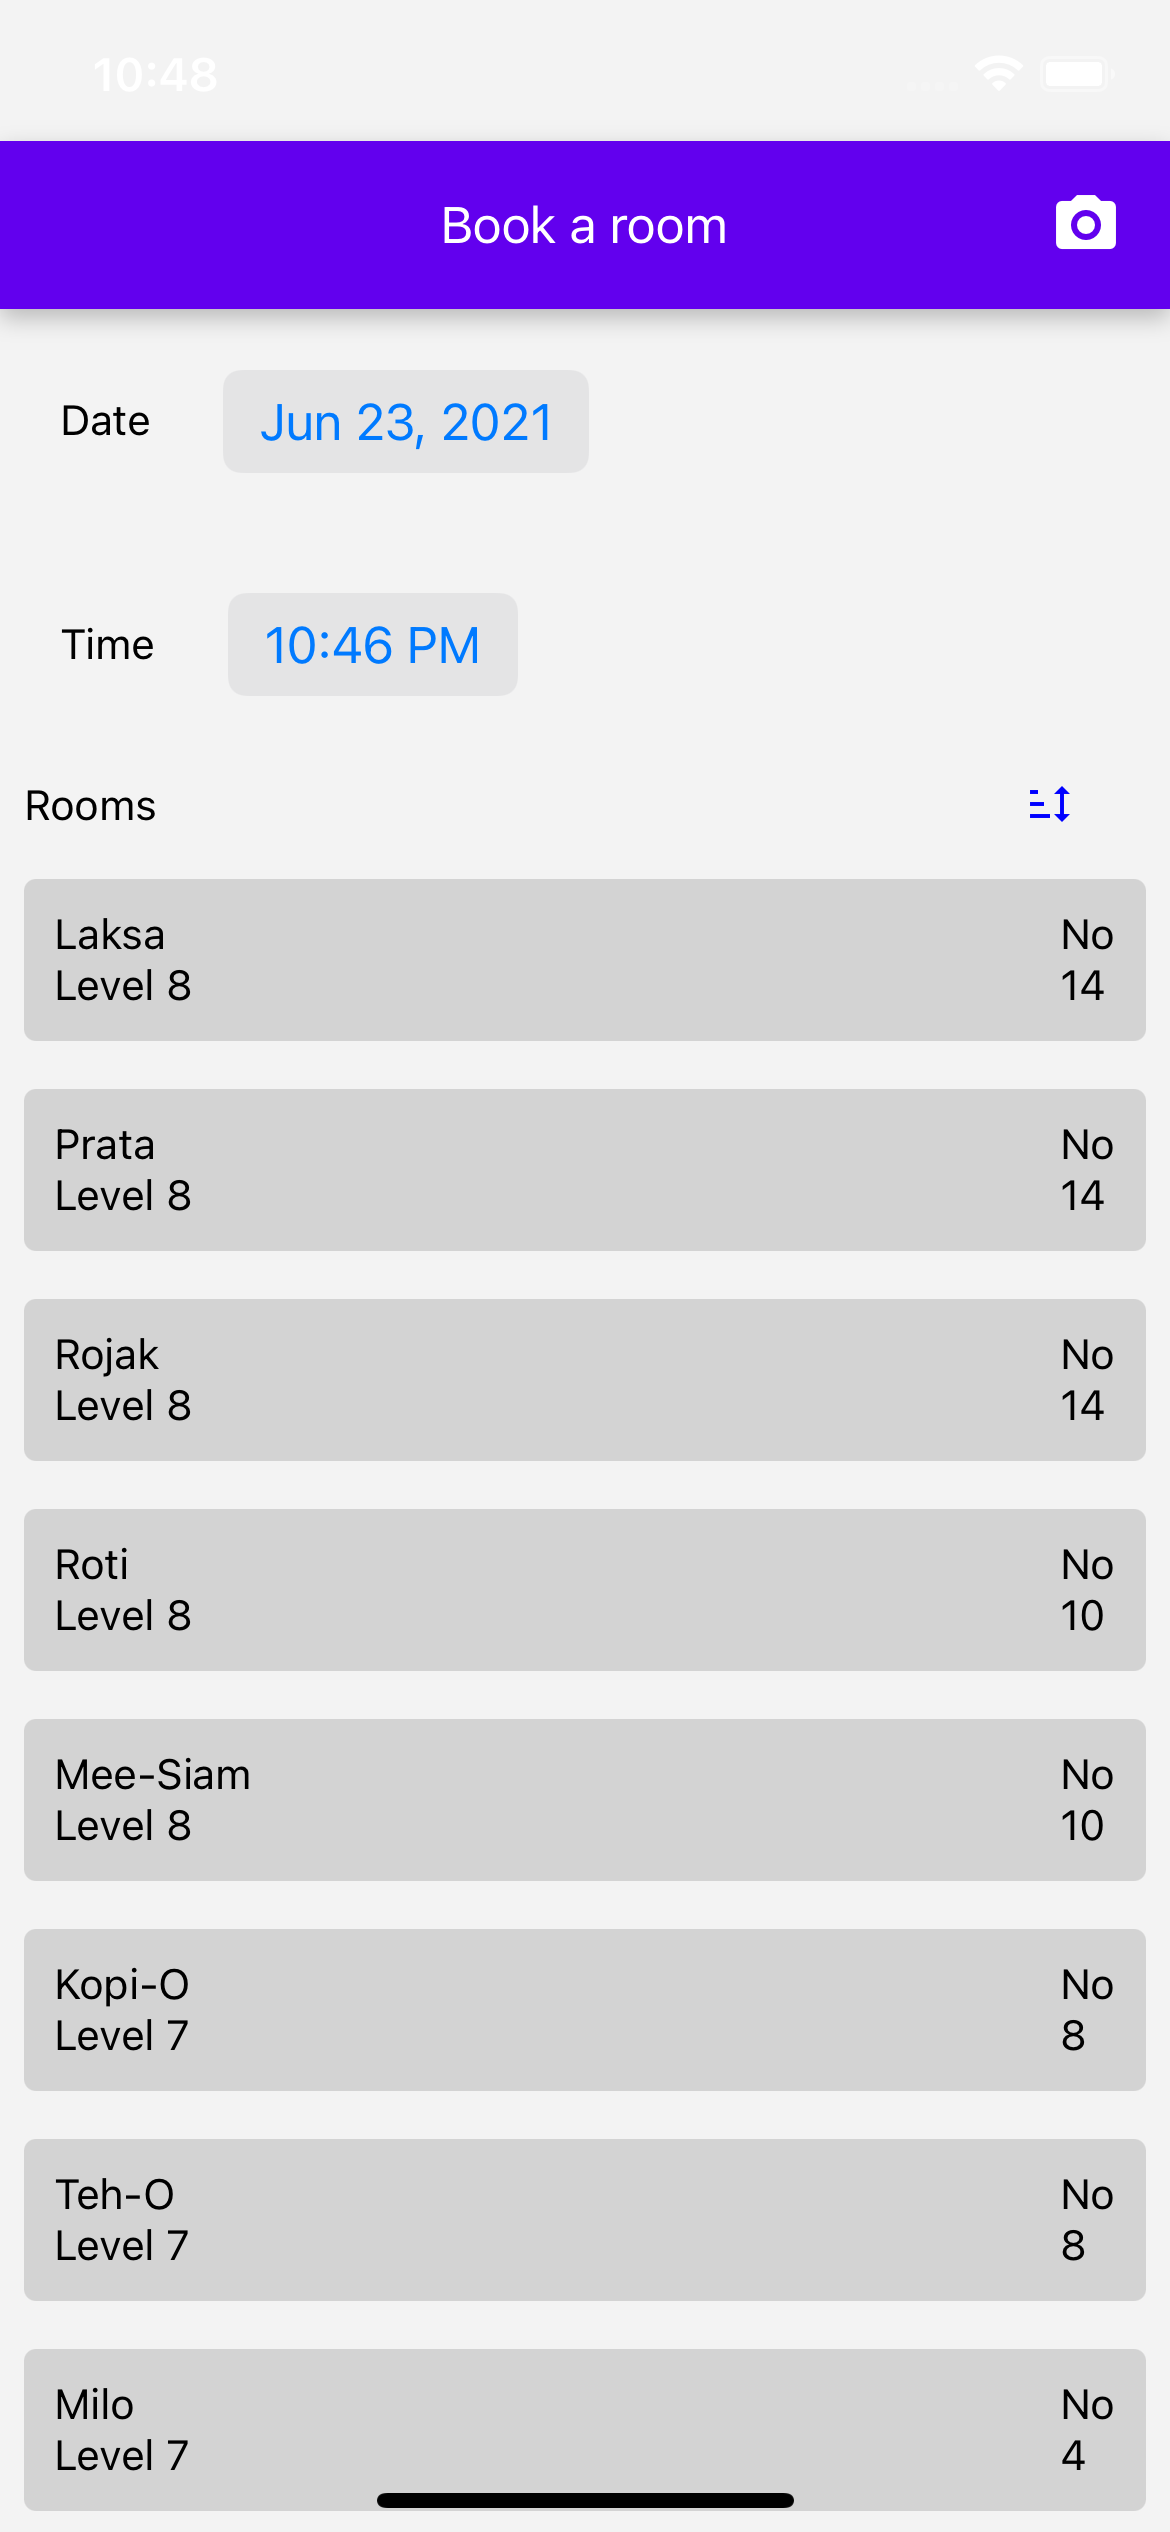 10:48
Book a room
Date
Jun 23, 2021
Time
10:46 PM
Rooms
Laksa
No
Level 8
14
Prata
No
Level 8
14
Rojak
No
Level 8
14
Roti
No
Level 8
10
Mee-Siam
No
Level 8
10
Kopi-O
No
Level 7
8
Teh-O
No
Level 7
8
Milo
No
Level 7
4